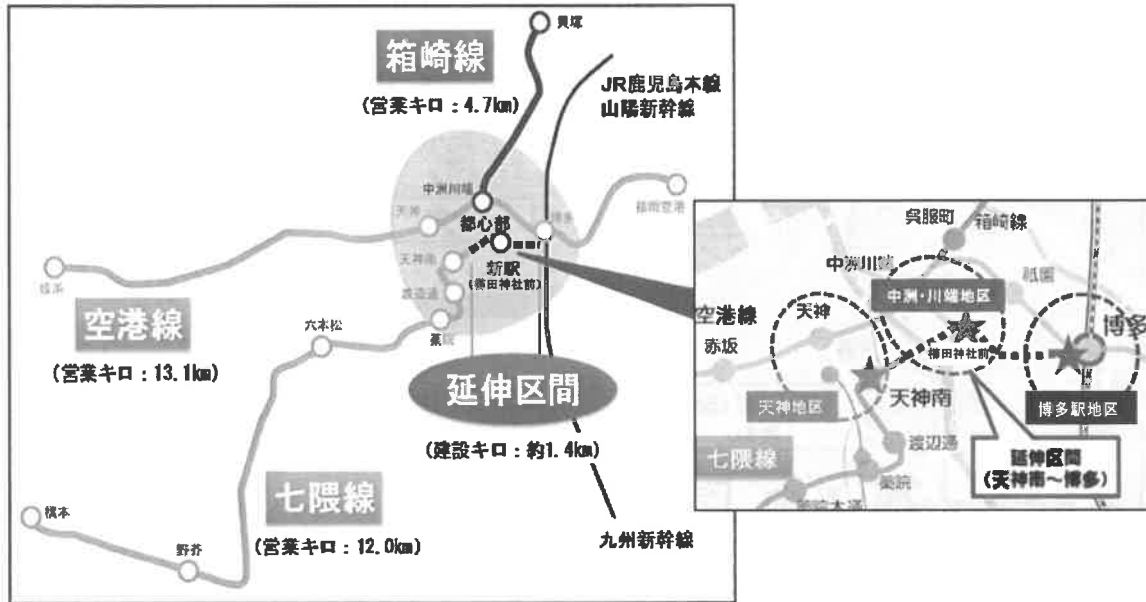 貝塚
箱崎線
(営業キロ：4.7km)
JR鹿児島本線
山陽新幹線
中洲川端
天神
博多
福岡空港
都心部
天神南
新駅
(櫛田神社前)
姪浜
渡辺通
空港線
(営業キロ：13.1km)
六本松
薬院
延伸区間
(建設キロ：約1.4km)
七隈線
(営業キロ：12.0km)
橋本
野芥
九州新幹線
呉服町
箱崎線
中洲川端
祇園
中洲・川端地区
空港線
天神
博多
赤坂
櫛田神社前
天神南
天神地区
博多駅地区
渡辺通
七隈線
薬院
薬院大通
延伸区間
(天神南～博多)